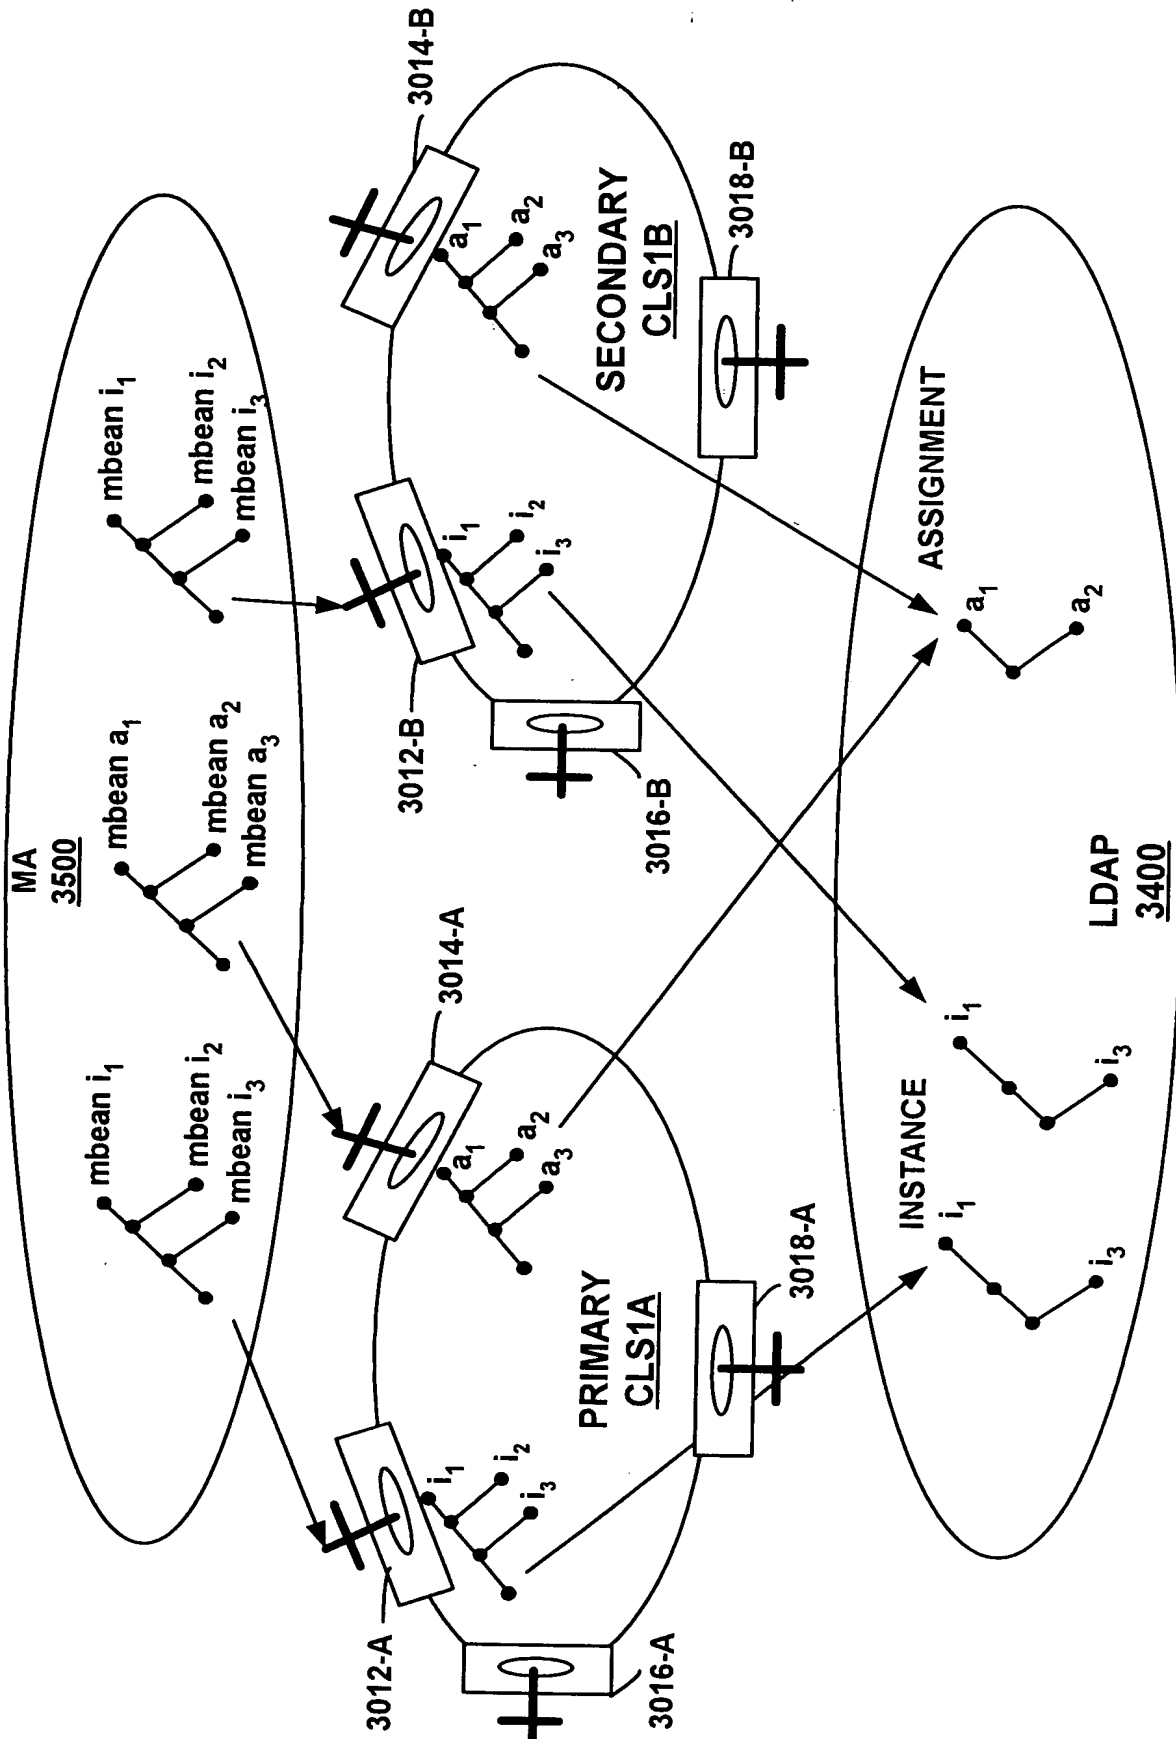 MA
3500
mbean i1
mbean i2
mbean i3
mbean a1
mbean a2
mbean a3
mbean i1
mbean i2
mbean i3
3012-A
3014-A
3012-B
3014-B
i1
i2
i3
a1
a2
a3
i1
i2
i3
a1
a2
a3
PRIMARY
CLS1A
SECONDARY
CLS1B
3016-A
3018-A
3016-B
3018-B
INSTANCE
ASSIGNMENT
i1
i3
i1
i3
a1
a2
LDAP
3400